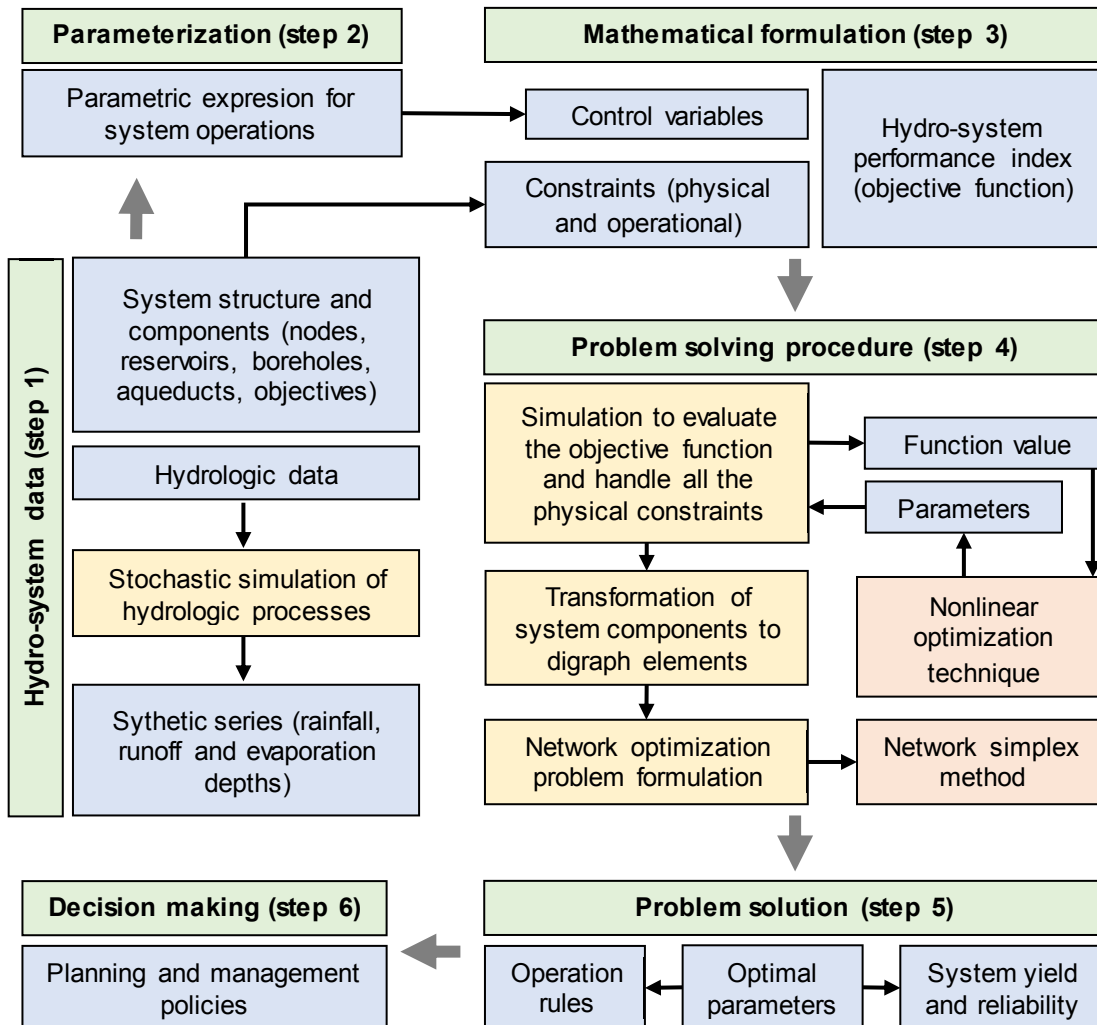 Parameterization (step 2)
Parametric expresion for
system operations
Mathematical formulation (step 3)
Control variables
Constraints (physical
and operational)
Hydro-system
performance index
(objective function)
Hydro-system data (step 1)
System structure and
components (nodes,
reservoirs, boreholes,
aqueducts, objectives)
Hydrologic data
Stochastic simulation of
hydrologic processes
Sythetic series (rainfall,
runoff and evaporation
depths)
Problem solving procedure (step 4)
Simulation to evaluate
the objective function
and handle all the
physical constraints
Function value
Parameters
Nonlinear
optimization
technique
Transformation of
system components to
digraph elements
Network optimization
problem formulation
Network simplex
method
Problem solution (step 5)
Operation
rules
Optimal
parameters
System yield
and reliability
Decision making (step 6)
Planning and management
policies